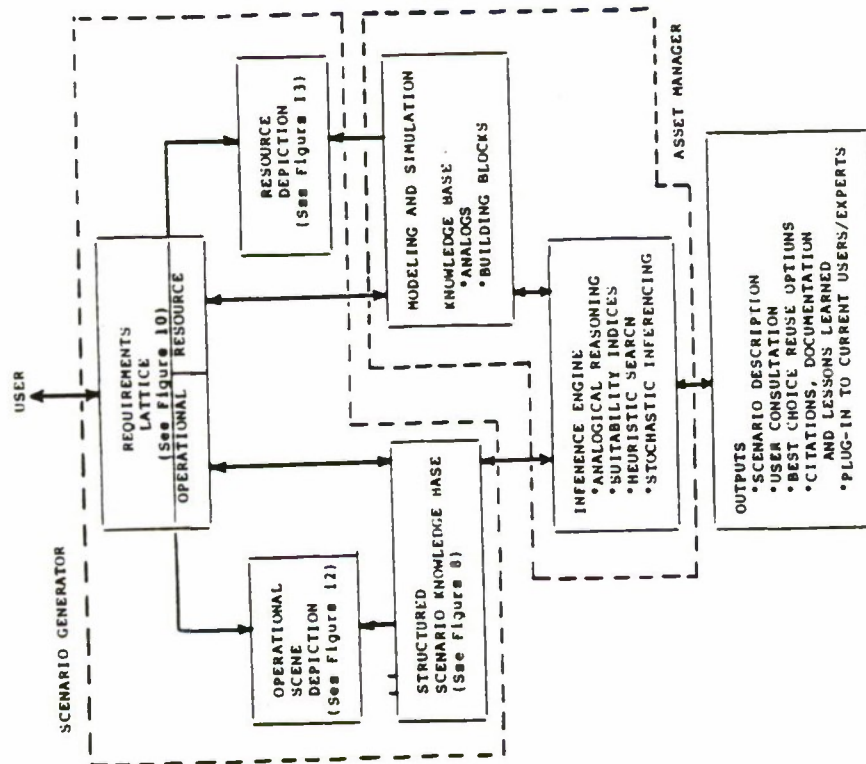 USER
SCENARIO GENERATOR
REQUIREMENTS
LATTICE
(See Figure 10)
OPERATIONAL RESOURCE
OPERATIONAL
SCENE
DEPICTION
(See Figure 12)
RESOURCE
DEPICTION
(See Figure 13)
STRUCTURED
SCENARIO KNOWLEDGE BASE
(See Figure 8)
MODELING AND SIMULATION
KNOWLEDGE BASE
*ANALOGS
*BUILDING BLOCKS
INFERENCE ENGINE
*ANALOGICAL REASONING
*SUITABILITY INDICES
*HEURISTIC SEARCH
*STOCHASTIC INFERENCING
ASSET MANAGER
OUTPUTS
*SCENARIO DESCRIPTION
*USER CONSULTATION
*BEST CHOICE REUSE OPTIONS
*CITATIONS, DOCUMENTATION
AND LESSONS LEARNED
*PLUG-IN TO CURRENT USERS/EXPERTS